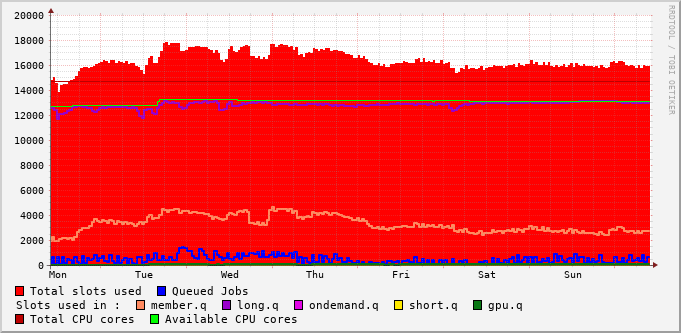 20000
18000
16000
14000
12000
10000
8000
6000
4000
2000
0
Mon Tue Wed Thu Fri Sat Sun
RRDTOOL / TOBI OETIKER
Total slots used Queued Jobs
Slots used in : member.q long.q ondemand.q short.q gpu.q
Total CPU cores Available CPU cores